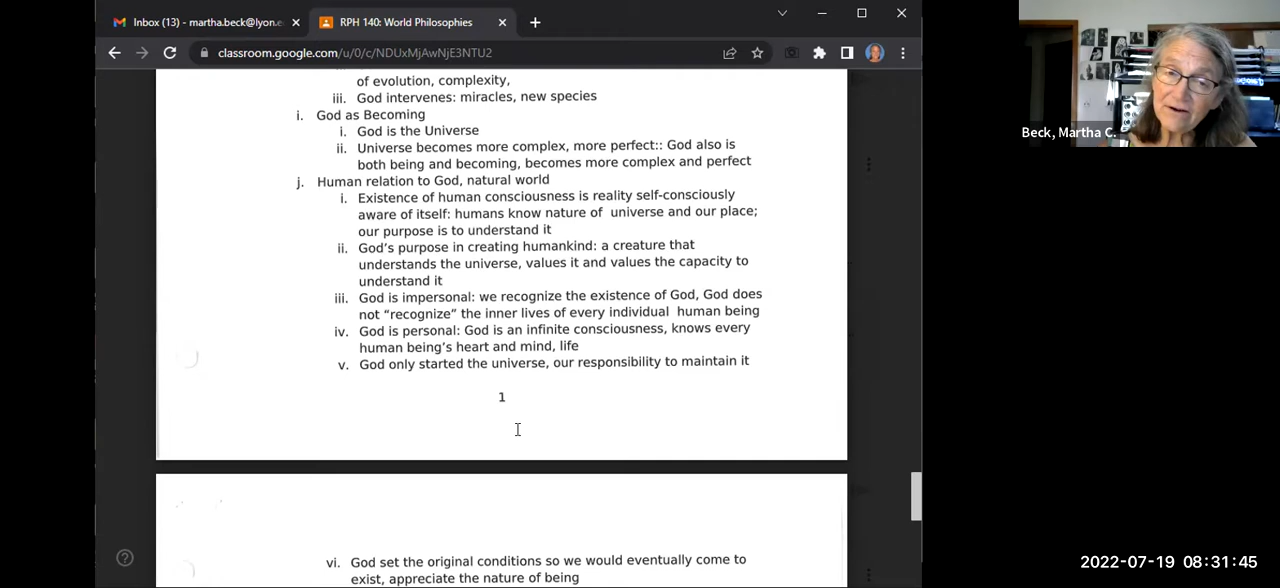 Inbox (13) - martha.beck@lyon.e
RPH 140: World Philosophies
classroom.google.com/u/0/c/NDUxMjAwNjE3NTU2
of evolution, complexity,
iii. God intervenes: miracles, new species
i. God as Becoming
i. God is the Universe
ii. Universe becomes more complex, more perfect:: God also is
both being and becoming, becomes more complex and perfect
j. Human relation to God, natural world
i. Existence of human consciousness is reality self-consciously
aware of itself: humans know nature of universe and our place;
our purpose is to understand it
ii. God's purpose in creating humankind: a creature that
understands the universe, values it and values the capacity to
understand it
iii. God is impersonal: we recognize the existence of God, God does
not “recognize” the inner lives of every individual human being
iv. God is personal: God is an infinite consciousness, knows every
human being's heart and mind, life
v. God only started the universe, our responsibility to maintain it
1
vi. God set the original conditions so we would eventually come to
exist, appreciate the nature of being
Beck, Martha C.
2022-07-19 08:31:45